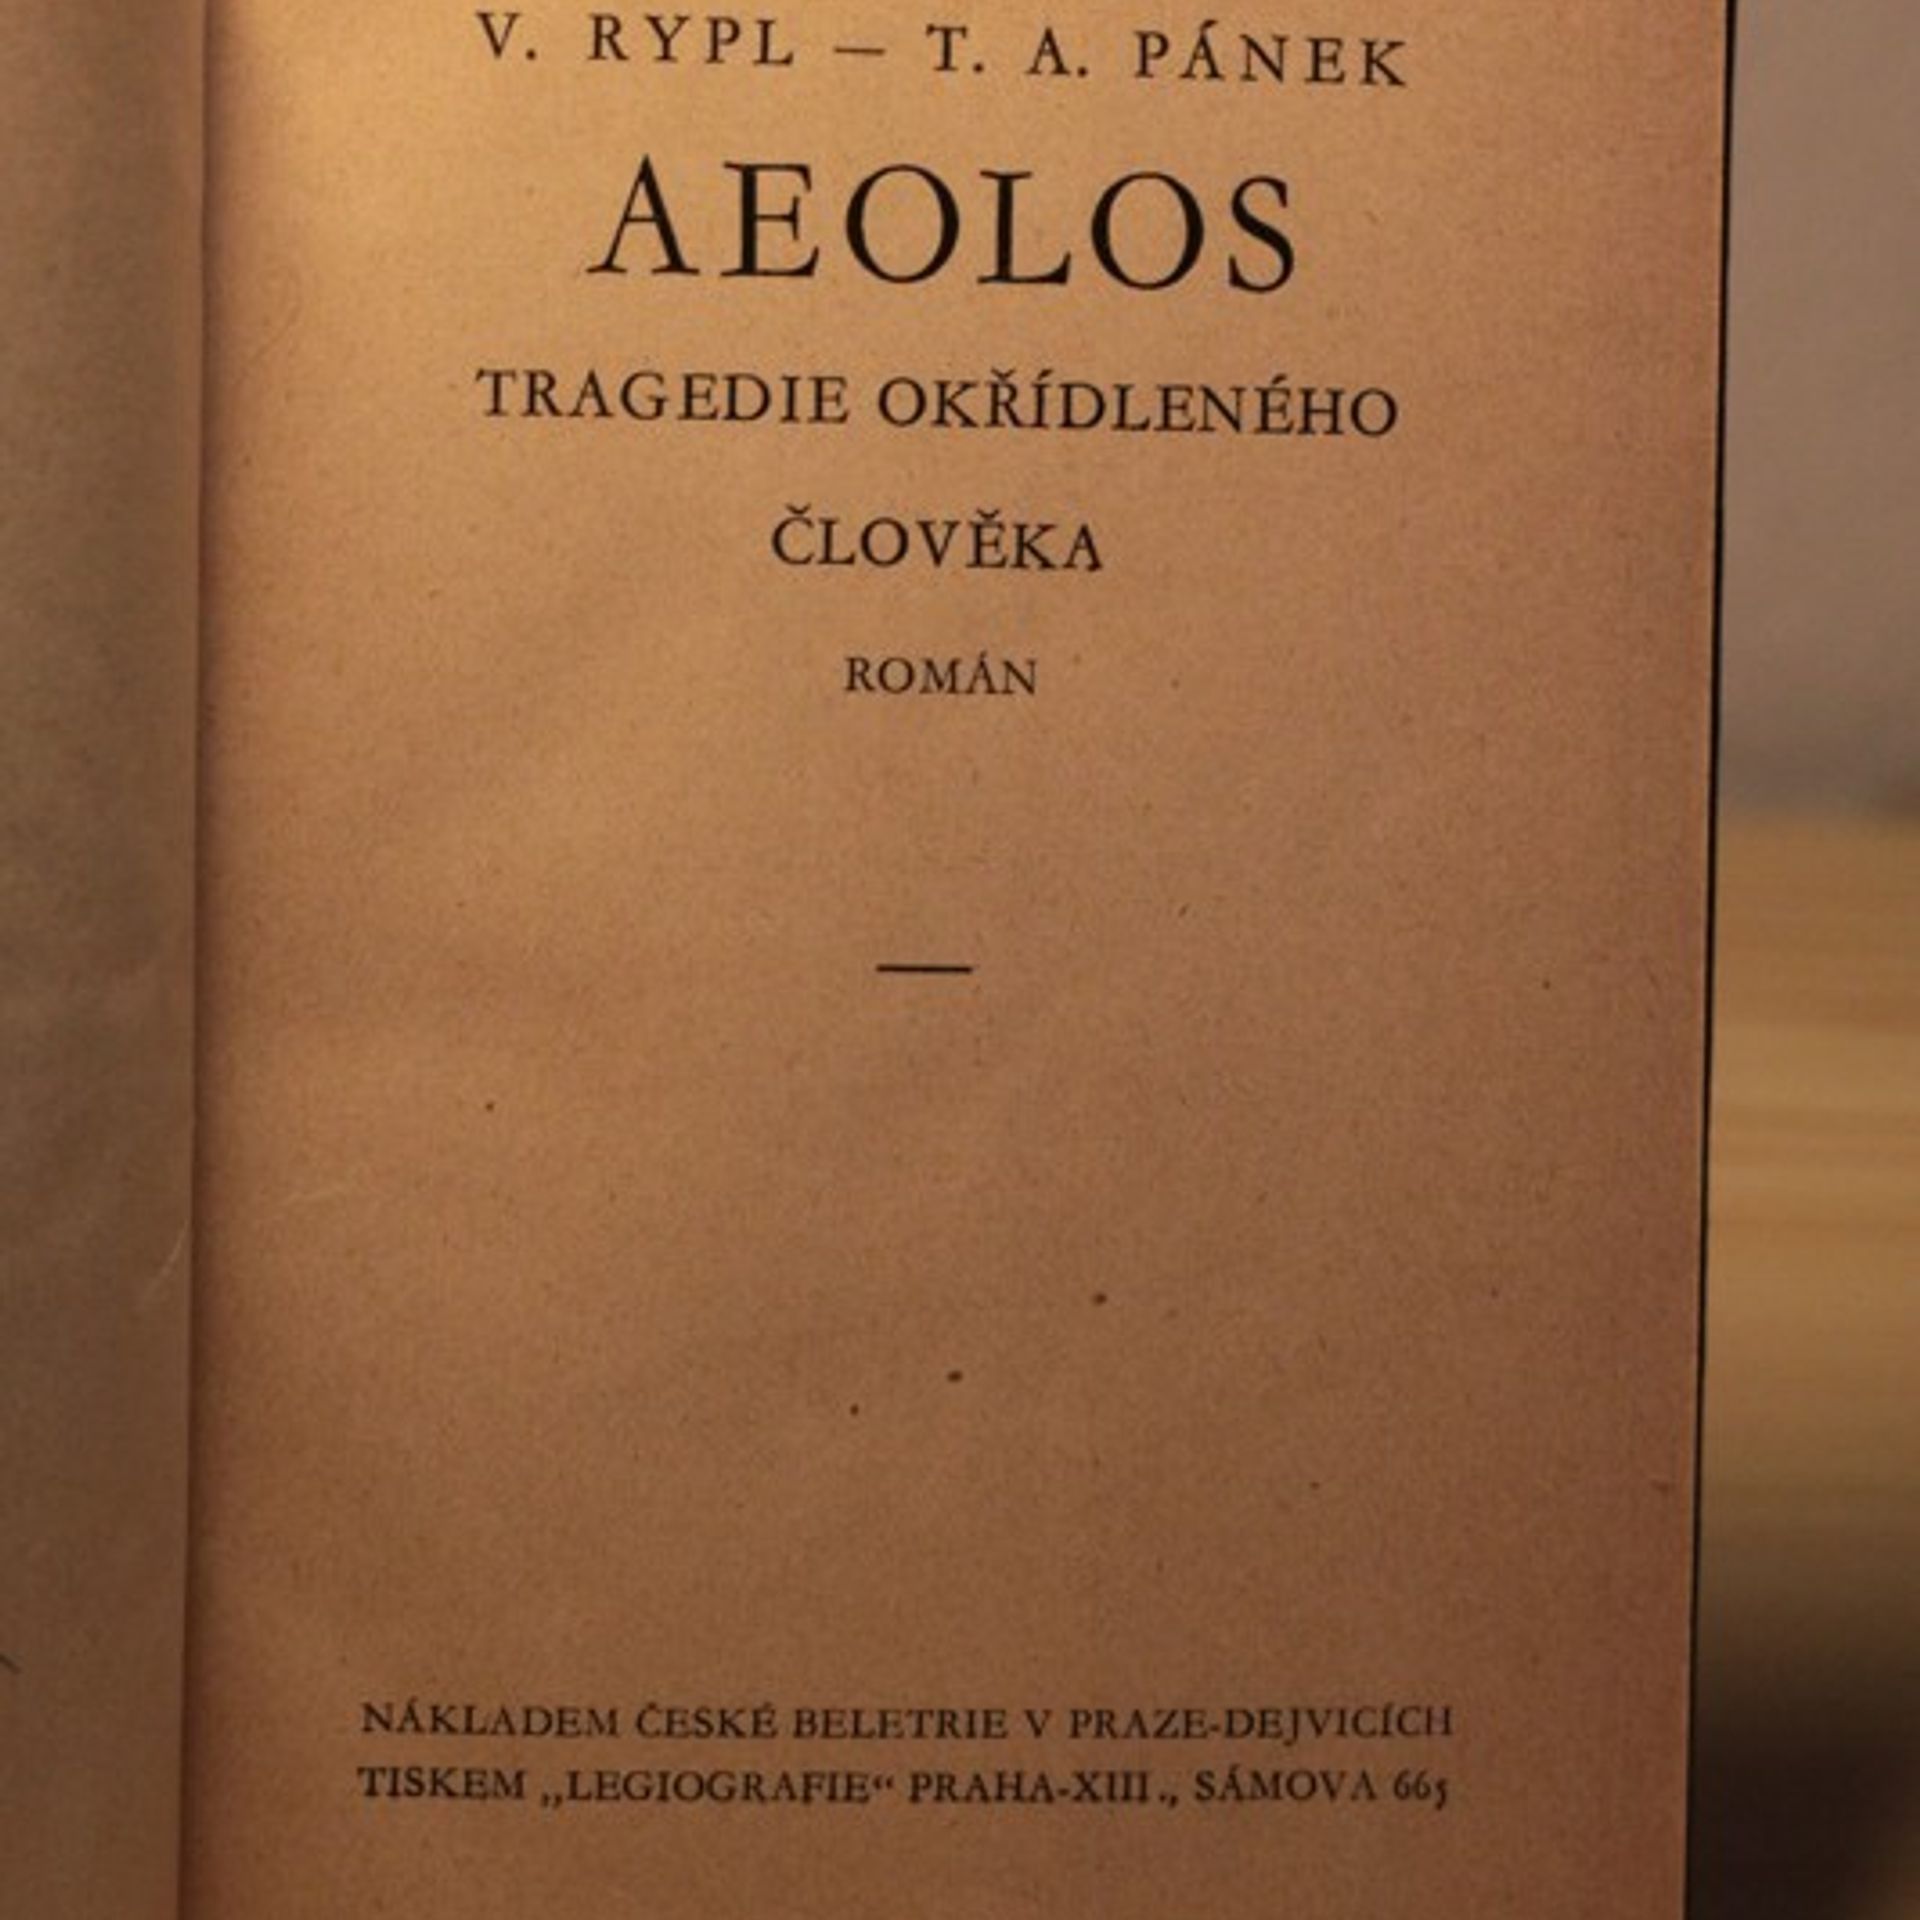 V. RYPL — T. A. PÁNEK
AEOLOS
TRAGEDIE OKŘÍDLENÉHO
ČLOVĚKA
ROMÁN
NÁKLADEM ČESKÉ BELETRIE V PRAZE-DEJVICÍCH
TISKEM „LEGIOGRAFIE“ PRAHA-XIII., SÁMOVA 665